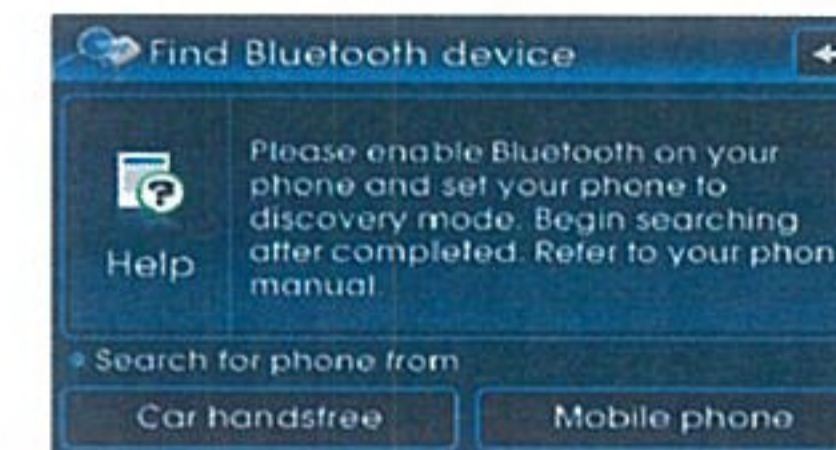 Find Bluetooth device
Please enable Bluetooth on your
phone and set your phone to
discovery mode. Begin searching
after completed. Refer to your phon
manual.
Help
Search for phone from
Car handsfree
Mobile phone